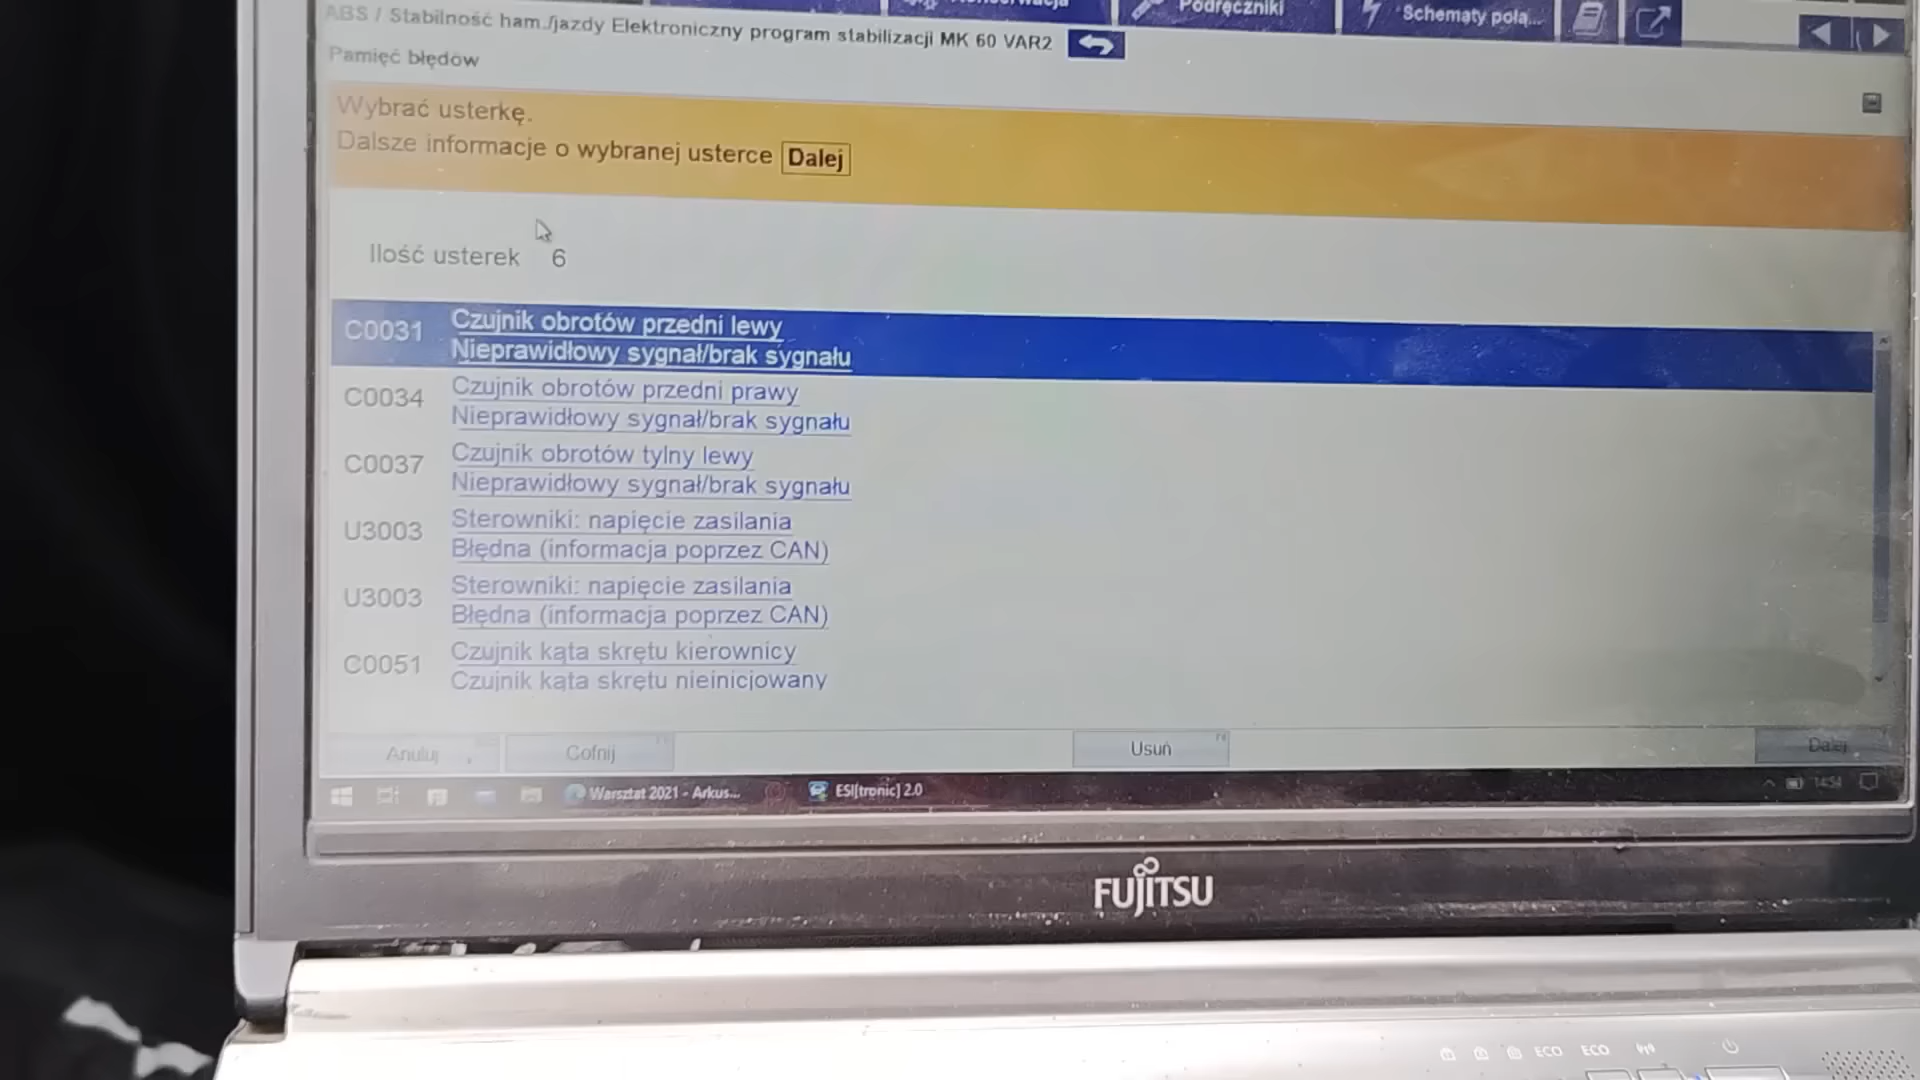 Podręczniki
Schematy połą...
ABS / Stabilność ham./jazdy Elektroniczny program stabilizacji MK 60 VAR2
Pamięć błędów
Wybrać usterkę.
Dalsze informacje o wybranej usterce Dalej
Ilość usterek 6
C0031 Czujnik obrotów przedni lewy
Nieprawidłowy sygnał/brak sygnału
C0034 Czujnik obrotów przedni prawy
Nieprawidłowy sygnał/brak sygnału
C0037 Czujnik obrotów tylny lewy
Nieprawidłowy sygnał/brak sygnału
U3003 Sterowniki: napięcie zasilania
Błędna (informacja poprzez CAN)
U3003 Sterowniki: napięcie zasilania
Błędna (informacja poprzez CAN)
C0051 Czujnik kąta skrętu kierownicy
Czujnik kąta skrętu nieinicjowany
Anuluj Cofnij Usuń Dalej
Warsztat 2021 - Arkus... ESI[tronic] 2.0 14:54
FUJITSU
ECO ECO